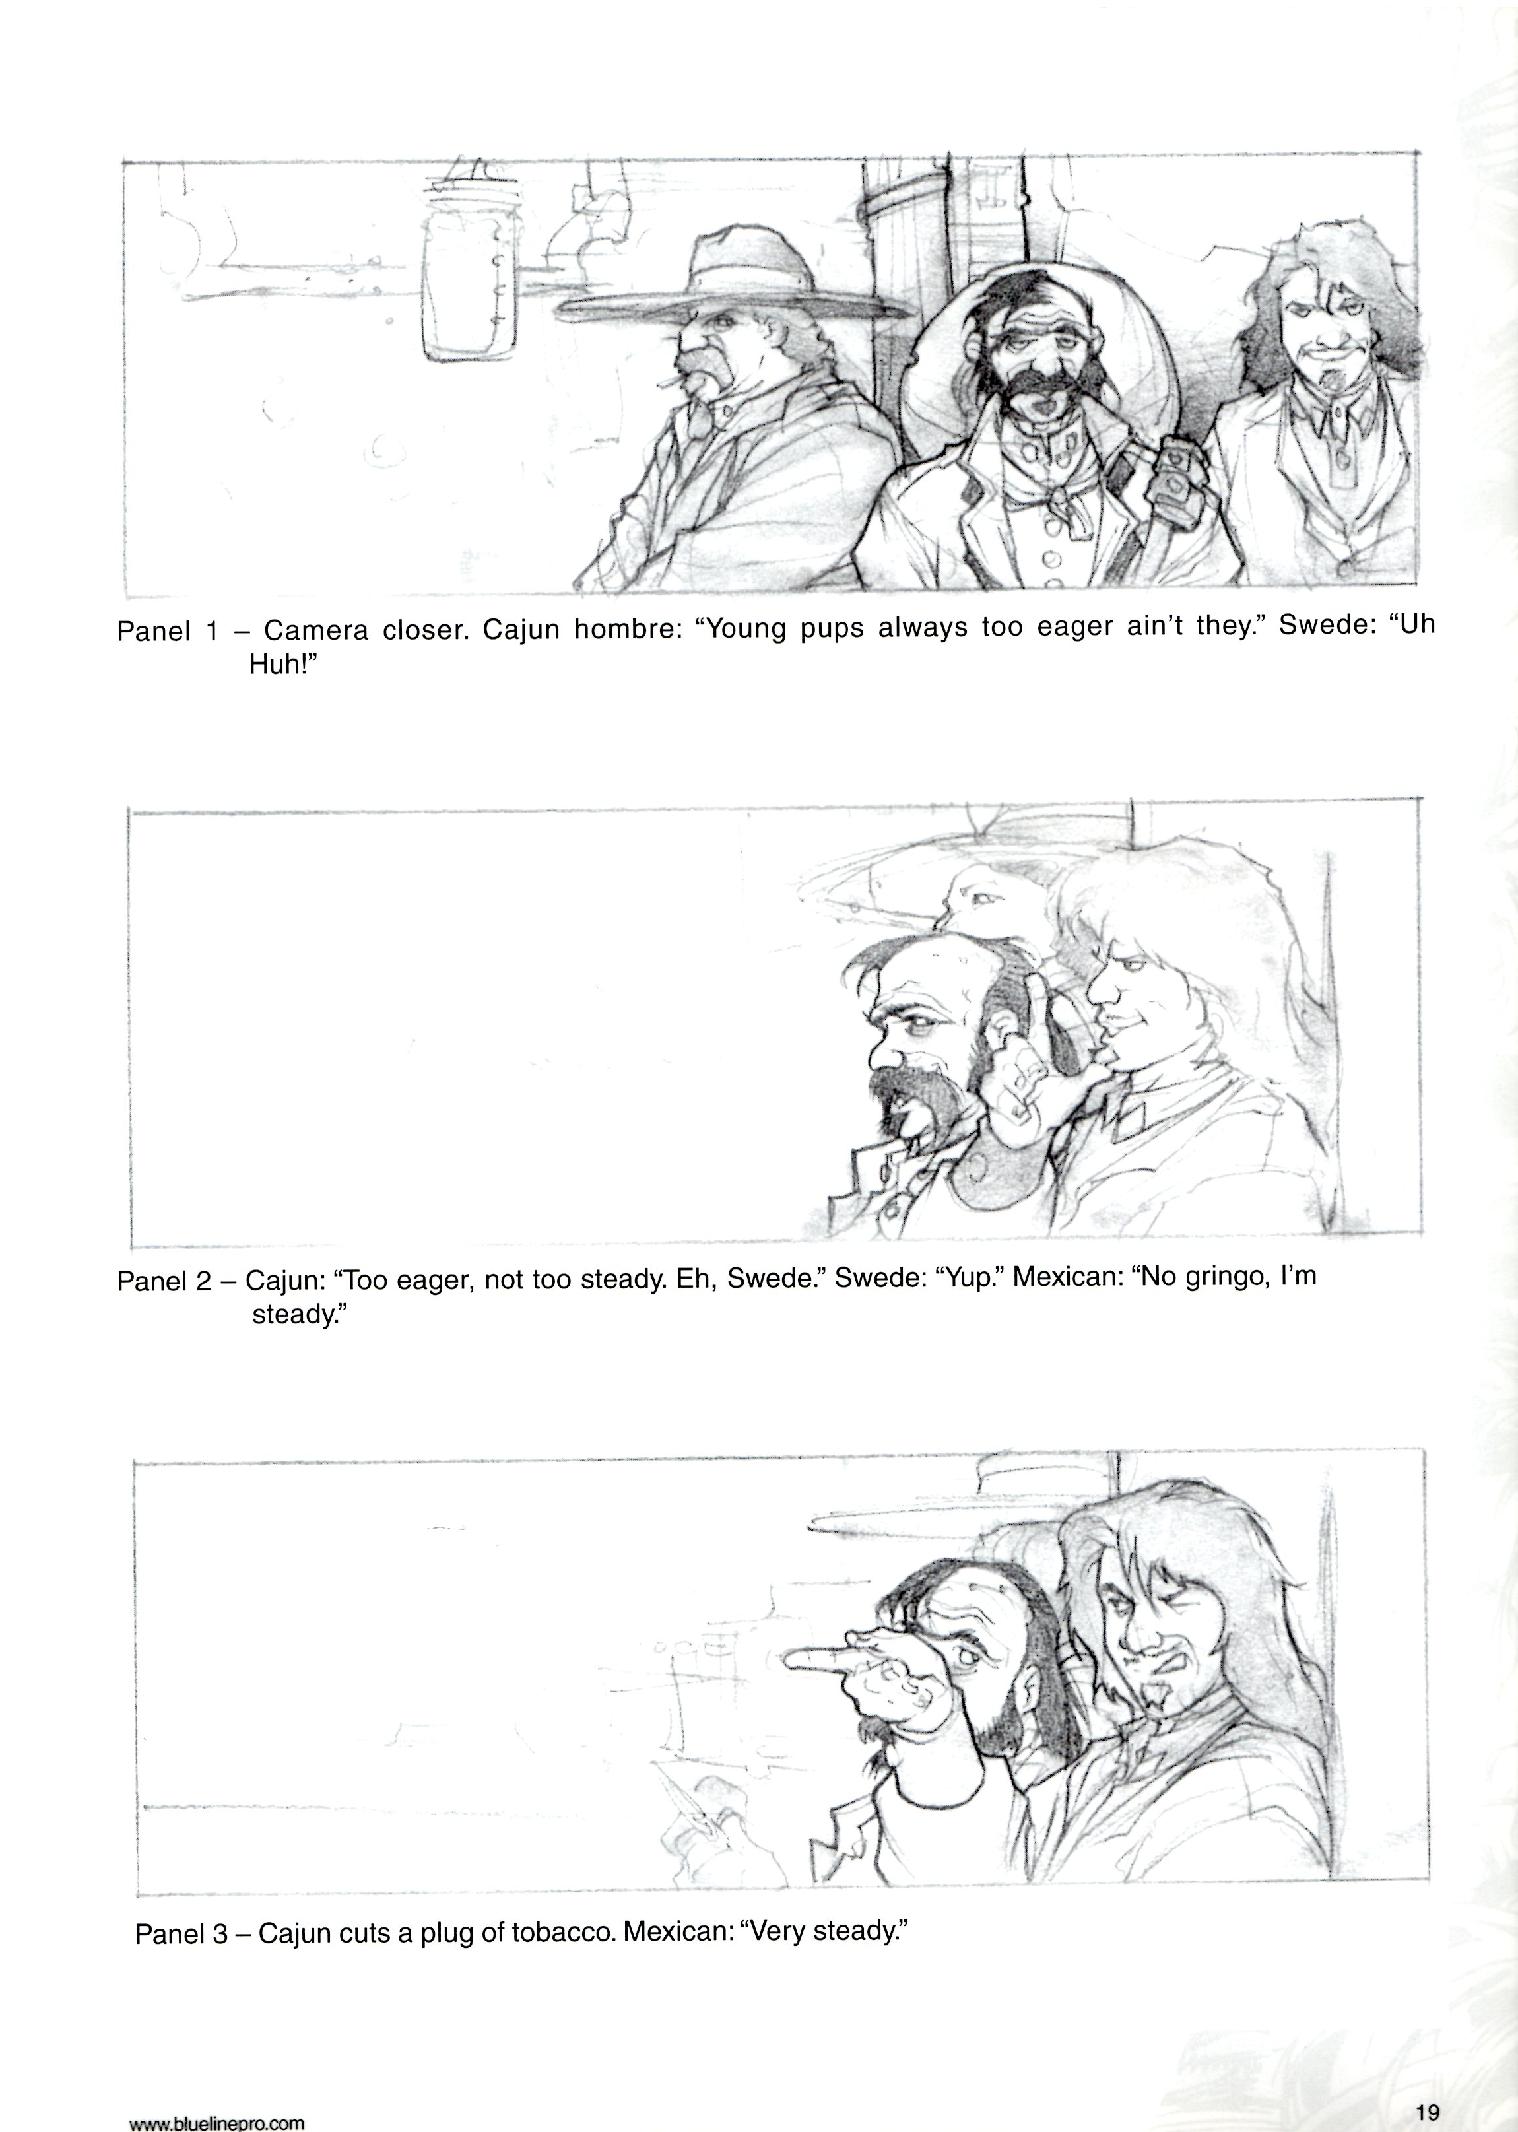 Panel 1 – Camera closer. Cajun hombre: “Young pups always too eager ain't they.” Swede: “Uh
Huh!”
Panel 2 – Cajun: “Too eager, not too steady. Eh, Swede.” Swede: “Yup.” Mexican: “No gringo, I'm
steady.”
Panel 3 – Cajun cuts a plug of tobacco. Mexican: “Very steady.”
www.bluelinepro.com
19